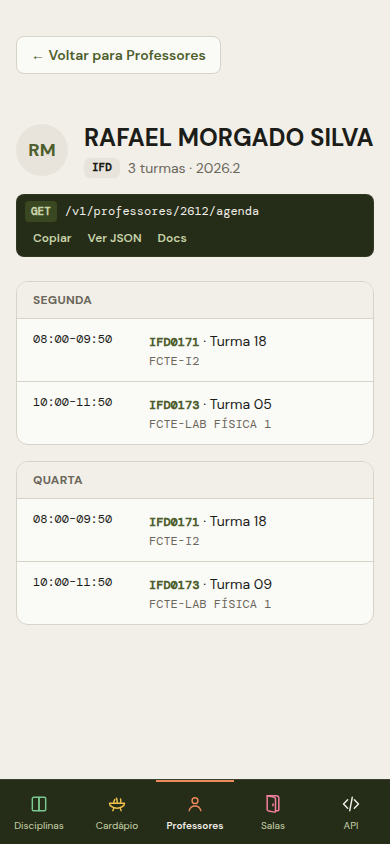 ← Voltar para Professores
RM
RAFAEL MORGADO SILVA
IFD 3 turmas · 2026.2
GET /v1/professores/2612/agenda
Copiar Ver JSON Docs
SEGUNDA
08:00–09:50 IFD0171 · Turma 18
FCTE-I2
10:00–11:50 IFD0173 · Turma 05
FCTE-LAB FÍSICA 1
QUARTA
08:00–09:50 IFD0171 · Turma 18
FCTE-I2
10:00–11:50 IFD0173 · Turma 09
FCTE-LAB FÍSICA 1
Disciplinas Cardápio Professores Salas API